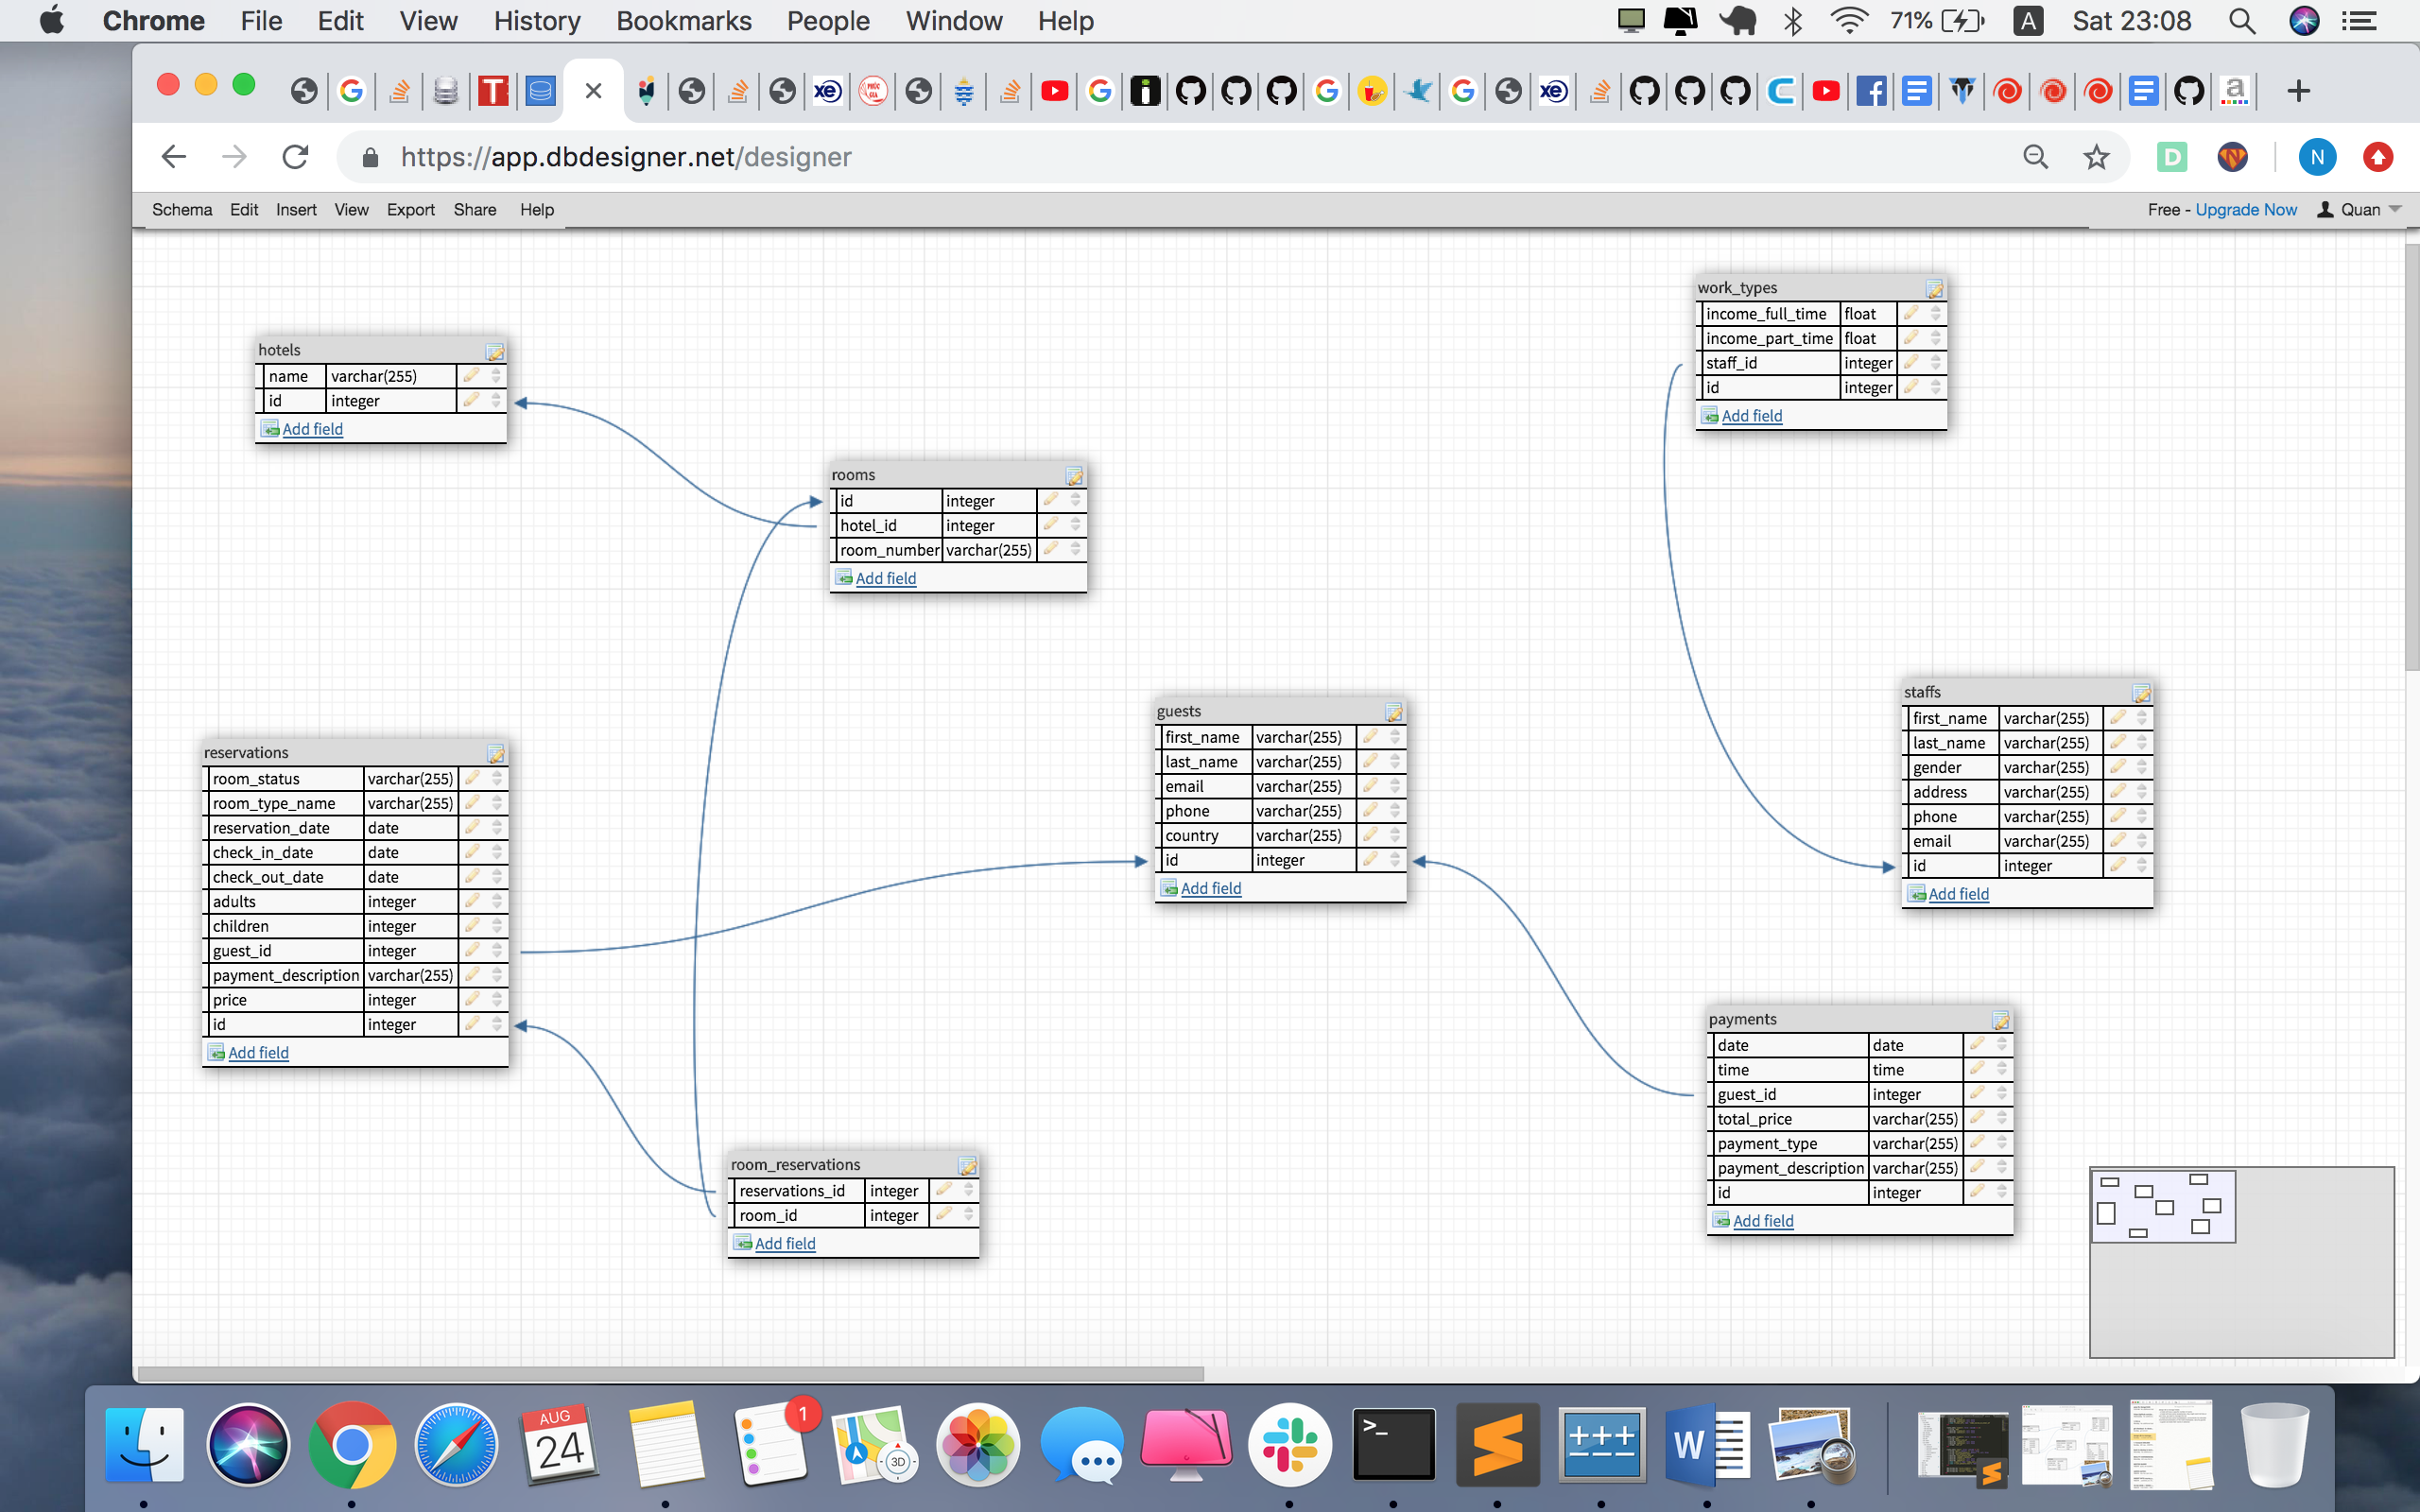 Chrome File Edit View History Bookmarks People Window Help 71% A Sat 23:08
https://app.dbdesigner.net/designer D N
Schema Edit Insert View Export Share Help Free - Upgrade Now Quan
hotels
name varchar(255)
id integer
Add field
rooms
id integer
hotel_id integer
room_number varchar(255)
Add field
work_types
income_full_time float
income_part_time float
staff_id integer
id integer
Add field
reservations
room_status varchar(255)
room_type_name varchar(255)
reservation_date date
check_in_date date
check_out_date date
adults integer
children integer
guest_id integer
payment_description varchar(255)
price integer
id integer
Add field
guests
first_name varchar(255)
last_name varchar(255)
email varchar(255)
phone varchar(255)
country varchar(255)
id integer
Add field
staffs
first_name varchar(255)
last_name varchar(255)
gender varchar(255)
address varchar(255)
phone varchar(255)
email varchar(255)
id integer
Add field
room_reservations
reservations_id integer
room_id integer
Add field
payments
date date
time time
guest_id integer
total_price varchar(255)
payment_type varchar(255)
payment_description varchar(255)
id integer
Add field
AUG
24
1
3D
W